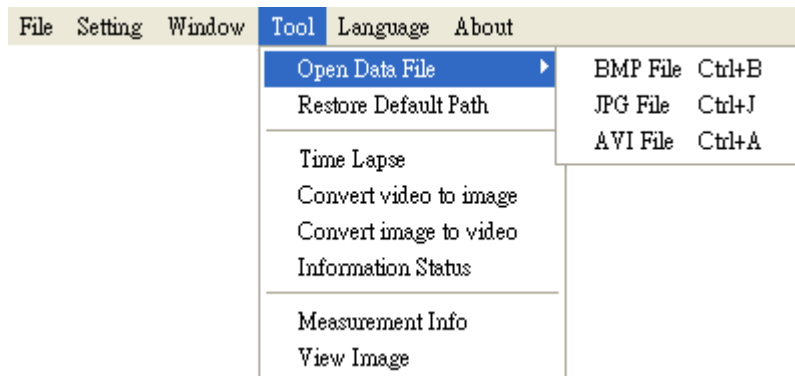 File Setting Window Tool Language About
Open Data File
BMP File Ctrl+B
Restore Default Path
JPG File Ctrl+J
AVI File Ctrl+A
Time Lapse
Convert video to image
Convert image to video
Information Status
Measurement Info
View Image